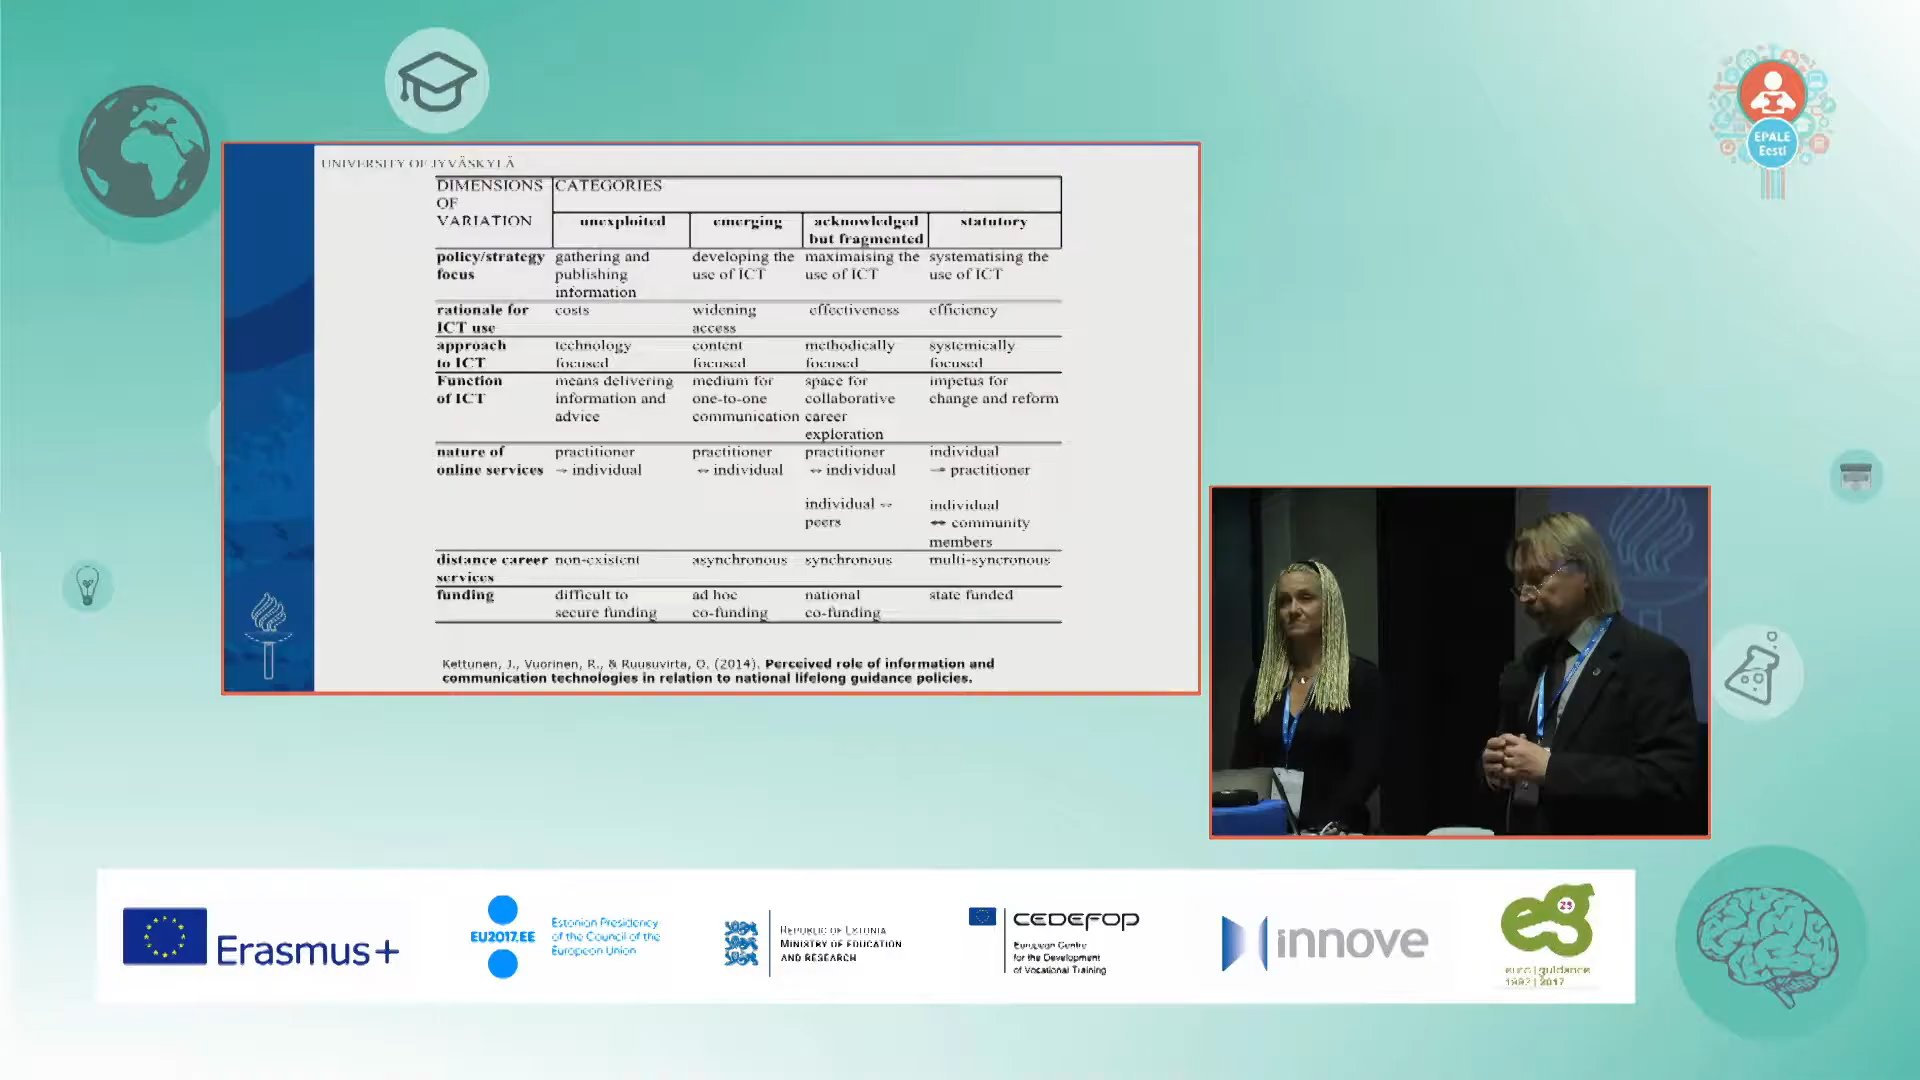 EPALE
Eesti
UNIVERSITY OF JYVÄSKYLÄ
DIMENSIONS OF VARIATION
CATEGORIES
unexploited
emerging
acknowledged but fragmented
statutory
policy/strategy focus
gathering and publishing information
developing the use of ICT
maximaising the use of ICT
systematising the use of ICT
rationale for ICT use
costs
widening access
effectiveness
efficiency
approach to ICT
technology focused
content focused
methodically focused
systemically focused
Function of ICT
means delivering information and advice
medium for one-to-one communication
space for collaborative career exploration
impetus for change and reform
nature of online services
practitioner → individual
practitioner ↔ individual
practitioner ↔ individual
individual ↔ peers
individual → practitioner
individual ↔ community members
distance career services
non-existent
asynchronous
synchronous
multi-syncronous
funding
difficult to secure funding
ad hoc co-funding
national co-funding
state funded
Kettunen, J., Vuorinen, R., & Ruusuvirta, O. (2014). Perceived role of information and
communication technologies in relation to national lifelong guidance policies.
Erasmus+
EU2017.EE
Estonian Presidency
of the Council of the
European Union
REPUBLIC OF ESTONIA
MINISTRY OF EDUCATION
AND RESEARCH
CEDEFOP
European Centre
for the Development
of Vocational Training
innove
eg
25
euro|guidance
1992|2017